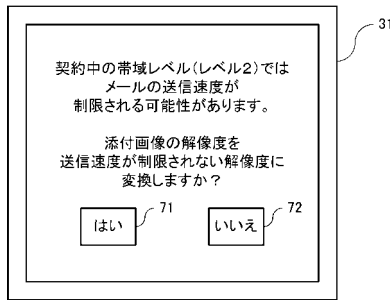 31
契約中の帯域レベル(レベル2)では
メールの送信速度が
制限される可能性があります。
添付画像の解像度を
送信速度が制限されない解像度に
変換しますか？
71
72
はい
いいえ